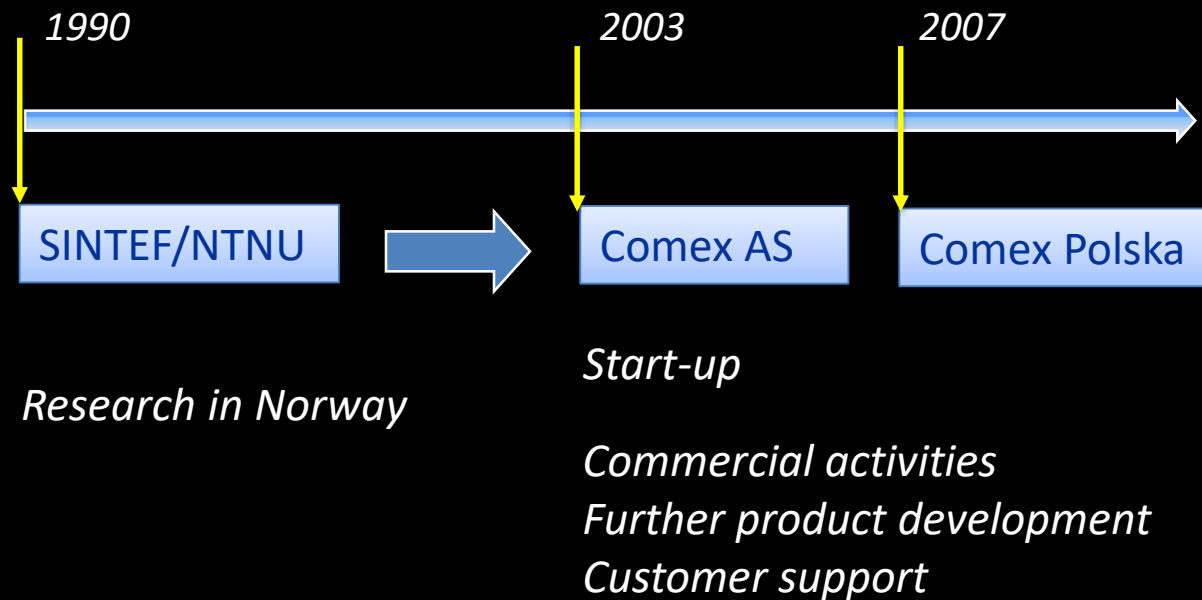 1990
2003
2007
SINTEF/NTNU
Comex AS
Comex Polska
Research in Norway
Start-up
Commercial activities
Further product development
Customer support